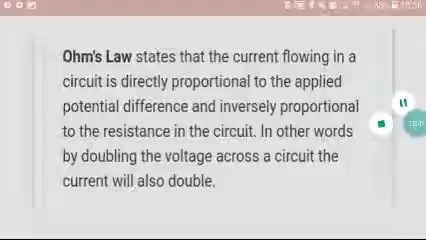 Ohm's Law states that the current flowing in a
circuit is directly proportional to the applied
potential difference and inversely proportional
to the resistance in the circuit. In other words
by doubling the voltage across a circuit the
current will also double.